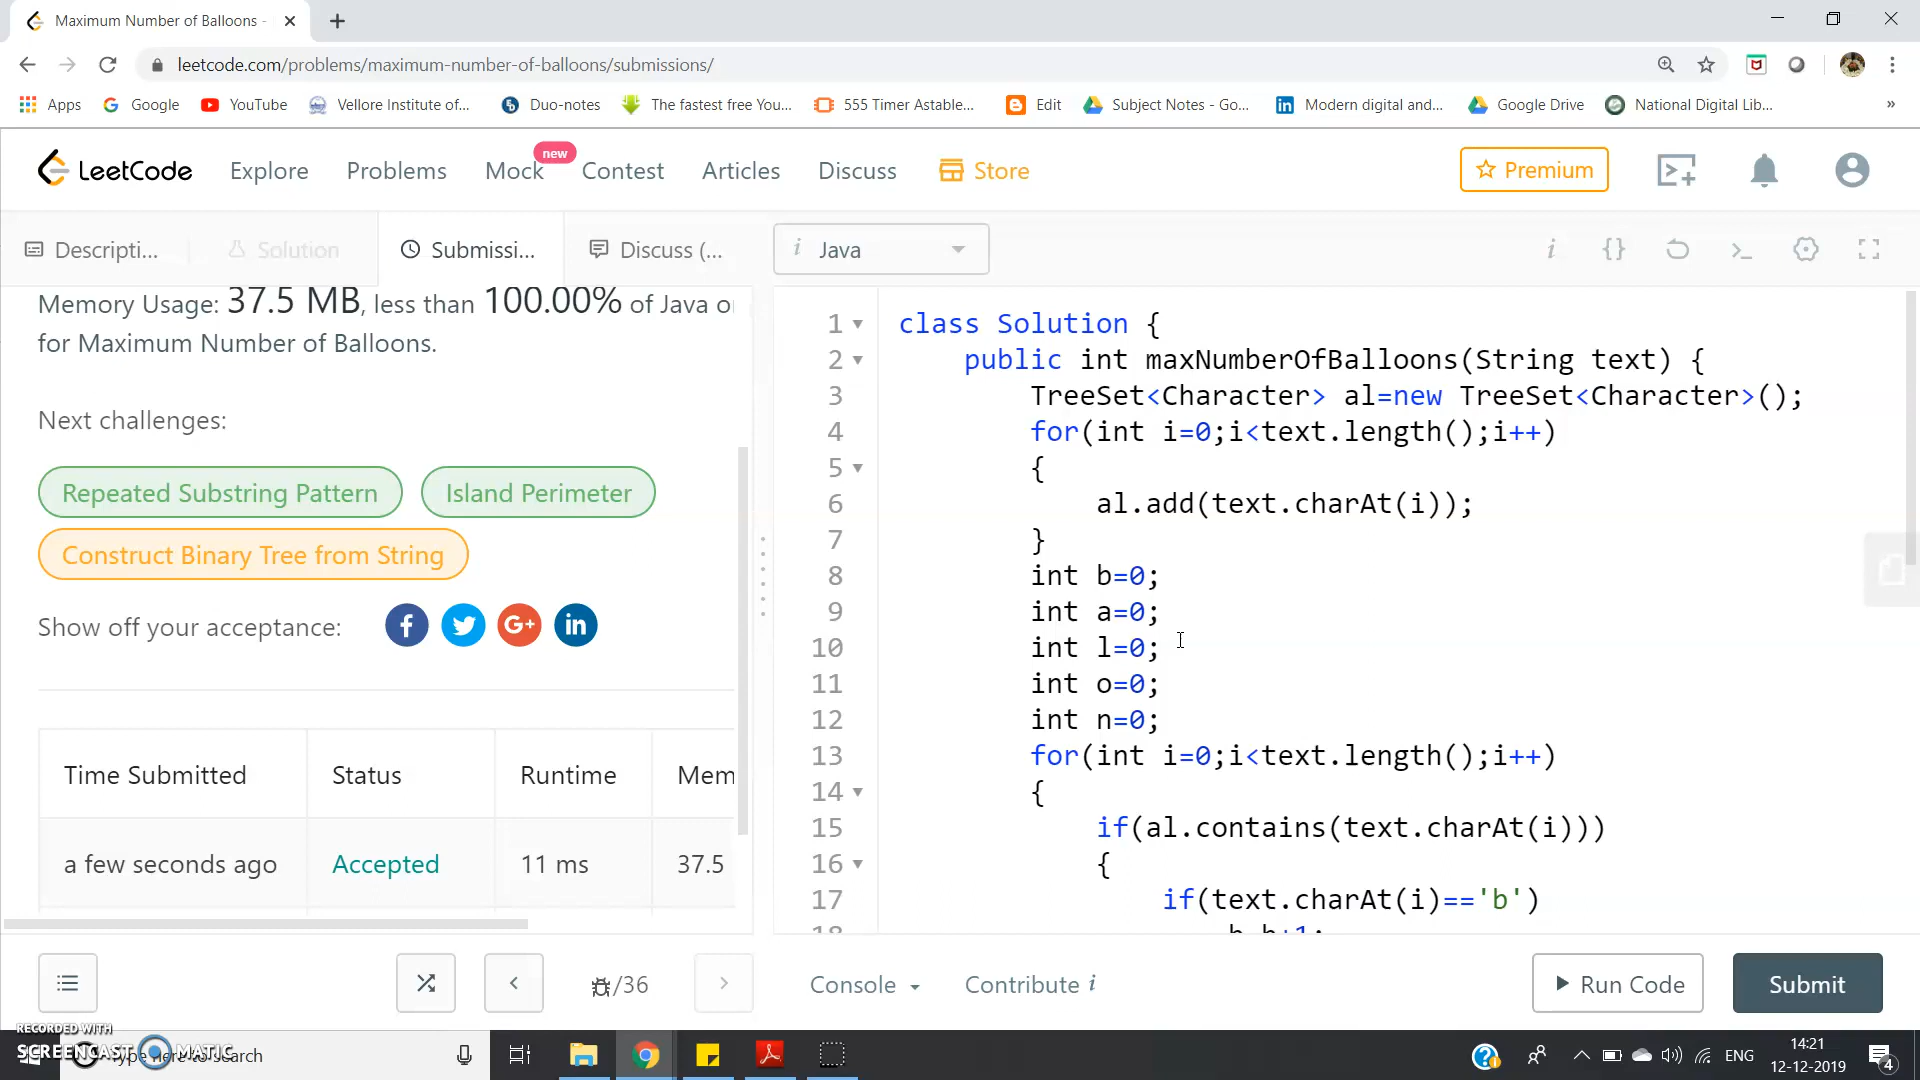 Maximum Number of Balloons -
leetcode.com/problems/maximum-number-of-balloons/submissions/
Apps Google YouTube Vellore Institute of... Duo-notes The fastest free You... 555 Timer Astable... Edit Subject Notes - Go... Modern digital and... Google Drive National Digital Lib... »
LeetCode Explore Problems Mock new Contest Articles Discuss Store Premium
Descripti... Solution Submissi... Discuss (... i Java
Memory Usage: 37.5 MB, less than 100.00% of Java o
for Maximum Number of Balloons.
Next challenges:
Repeated Substring Pattern Island Perimeter
Construct Binary Tree from String
Show off your acceptance:
Time Submitted Status Runtime Mem
a few seconds ago Accepted 11 ms 37.5
1 class Solution {
2 public int maxNumberOfBalloons(String text) {
3 TreeSet<Character> al=new TreeSet<Character>();
4 for(int i=0;i<text.length();i++)
5 {
6 al.add(text.charAt(i));
7 }
8 int b=0;
9 int a=0;
10 int l=0;
11 int o=0;
12 int n=0;
13 for(int i=0;i<text.length();i++)
14 {
15 if(al.contains(text.charAt(i)))
16 {
17 if(text.charAt(i)=='b')
/36 Console Contribute i Run Code Submit
RECORDED WITH
SCREENCAST MATIC
Type here to search
ENG 14:21
12-12-2019
4